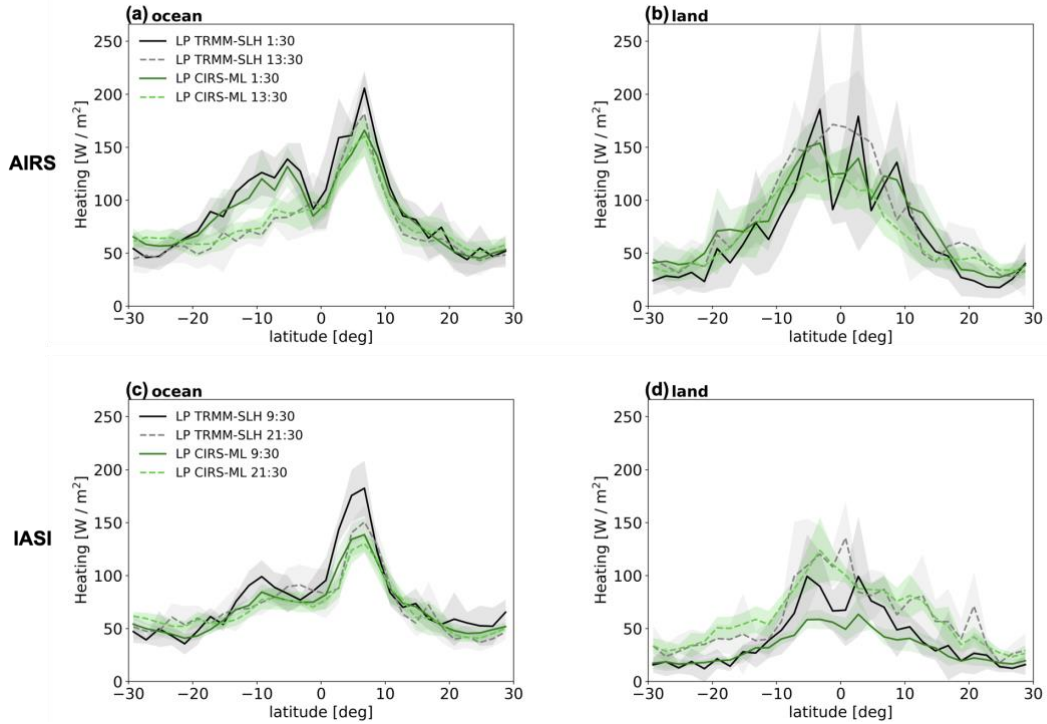 (a) ocean
(b) land
AIRS
Heating [W / m²]
250
200
150
100
50
0
LP TRMM-SLH 1:30
LP TRMM-SLH 13:30
LP CIRS-ML 1:30
LP CIRS-ML 13:30
−30 −20 −10 0 10 20 30
latitude [deg]
Heating [W / m²]
250
200
150
100
50
0
−30 −20 −10 0 10 20 30
latitude [deg]
(c) ocean
(d) land
IASI
Heating [W / m²]
250
200
150
100
50
0
LP TRMM-SLH 9:30
LP TRMM-SLH 21:30
LP CIRS-ML 9:30
LP CIRS-ML 21:30
−30 −20 −10 0 10 20 30
latitude [deg]
Heating [W / m²]
250
200
150
100
50
0
−30 −20 −10 0 10 20 30
latitude [deg]